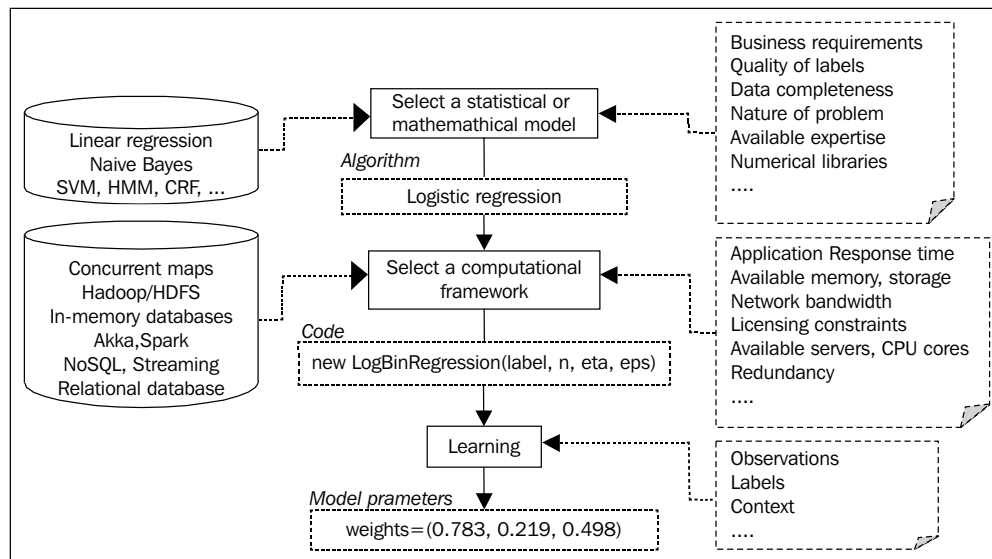 Linear regression
Naive Bayes
SVM, HMM, CRF, ...
Select a statistical or
mathemathical model
Business requirements
Quality of labels
Data completeness
Nature of problem
Available expertise
Numerical libraries
....
Algorithm
Logistic regression
Concurrent maps
Hadoop/HDFS
In-memory databases
Akka,Spark
NoSQL, Streaming
Relational database
Select a computational
framework
Application Response time
Available memory, storage
Network bandwidth
Licensing constraints
Available servers, CPU cores
Redundancy
....
Code
new LogBinRegression(label, n, eta, eps)
Learning
Observations
Labels
Context
....
Model prameters
weights=(0.783, 0.219, 0.498)